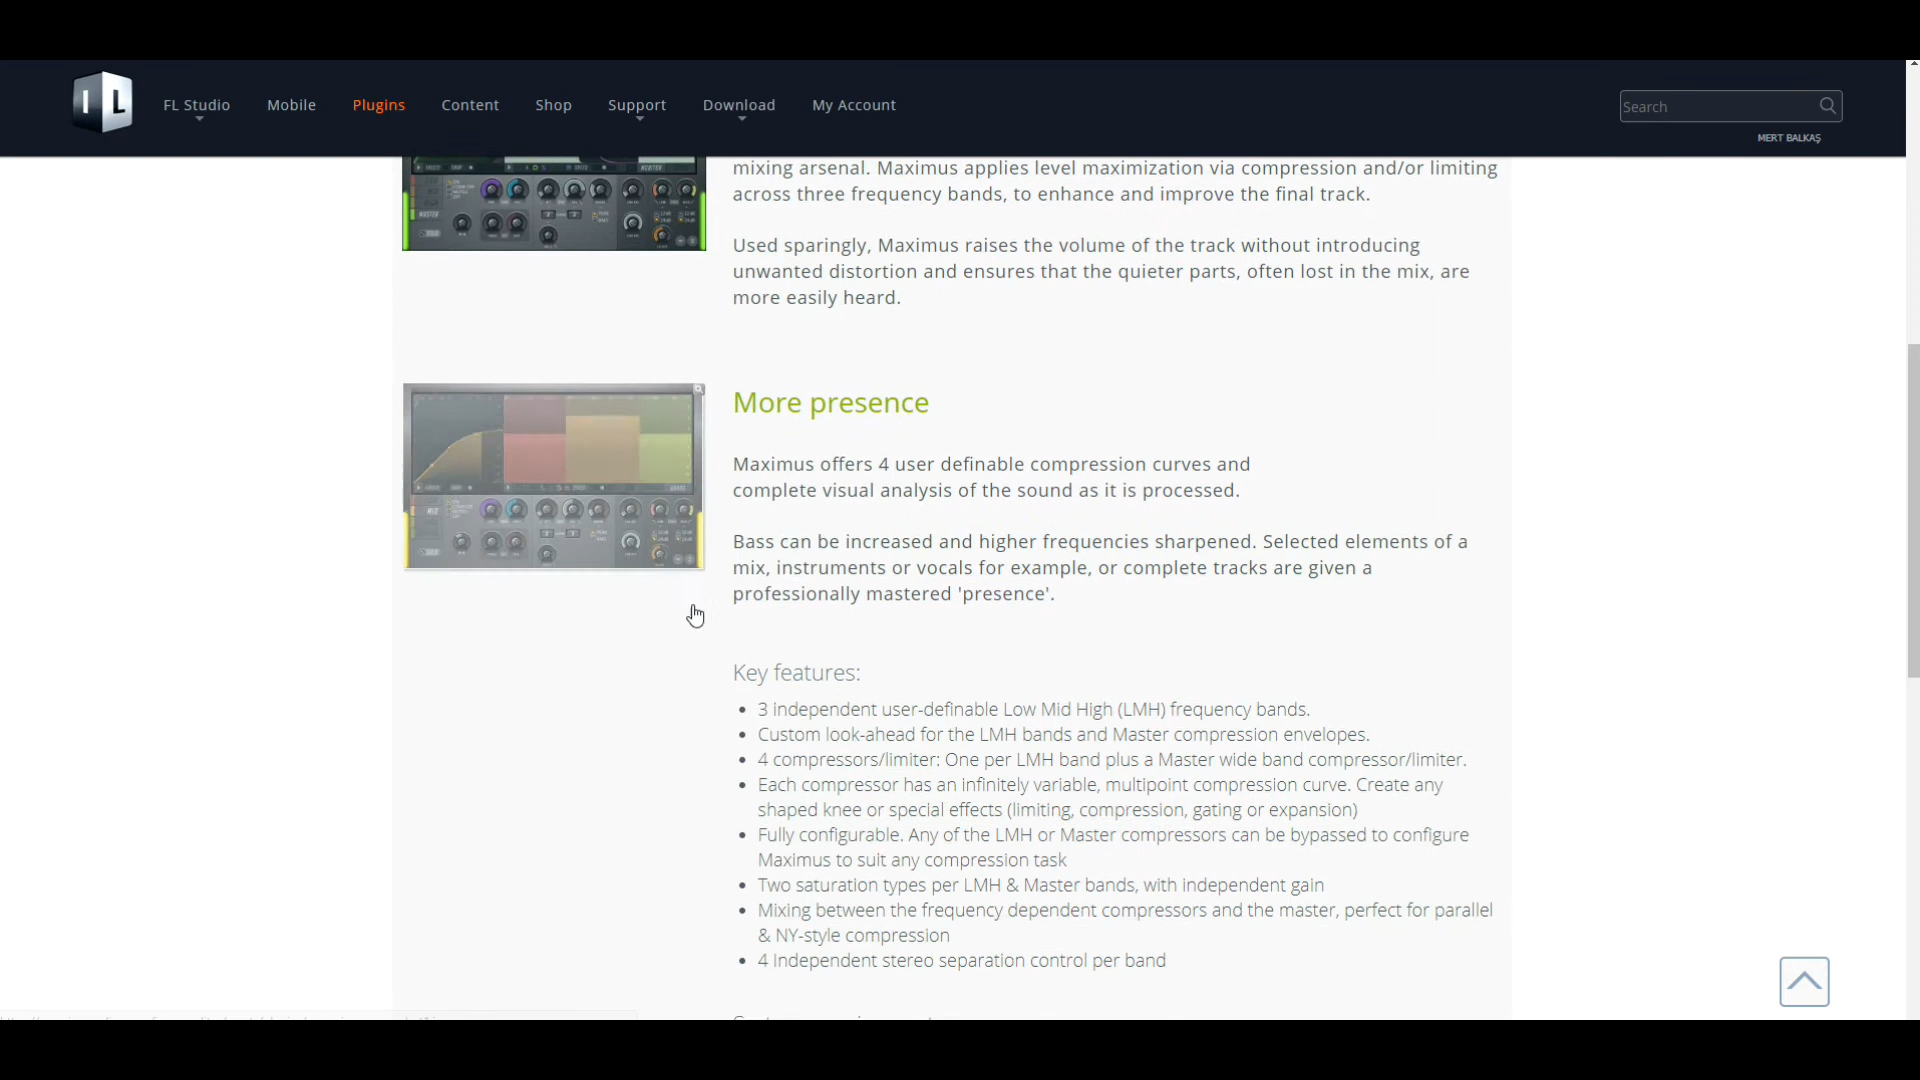 IL
FL Studio
Mobile
Plugins
Content
Shop
Support
Download
My Account
Search
MERT BALKAŞ
mixing arsenal. Maximus applies level maximization via compression and/or limiting
across three frequency bands, to enhance and improve the final track.
Used sparingly, Maximus raises the volume of the track without introducing
unwanted distortion and ensures that the quieter parts, often lost in the mix, are
more easily heard.
More presence
Maximus offers 4 user definable compression curves and
complete visual analysis of the sound as it is processed.
Bass can be increased and higher frequencies sharpened. Selected elements of a
mix, instruments or vocals for example, or complete tracks are given a
professionally mastered 'presence'.
Key features:
• 3 independent user-definable Low Mid High (LMH) frequency bands.
• Custom look-ahead for the LMH bands and Master compression envelopes.
• 4 compressors/limiter: One per LMH band plus a Master wide band compressor/limiter.
• Each compressor has an infinitely variable, multipoint compression curve. Create any
shaped knee or special effects (limiting, compression, gating or expansion)
• Fully configurable. Any of the LMH or Master compressors can be bypassed to configure
Maximus to suit any compression task
• Two saturation types per LMH & Master bands, with independent gain
• Mixing between the frequency dependent compressors and the master, perfect for parallel
& NY-style compression
• 4 Independent stereo separation control per band